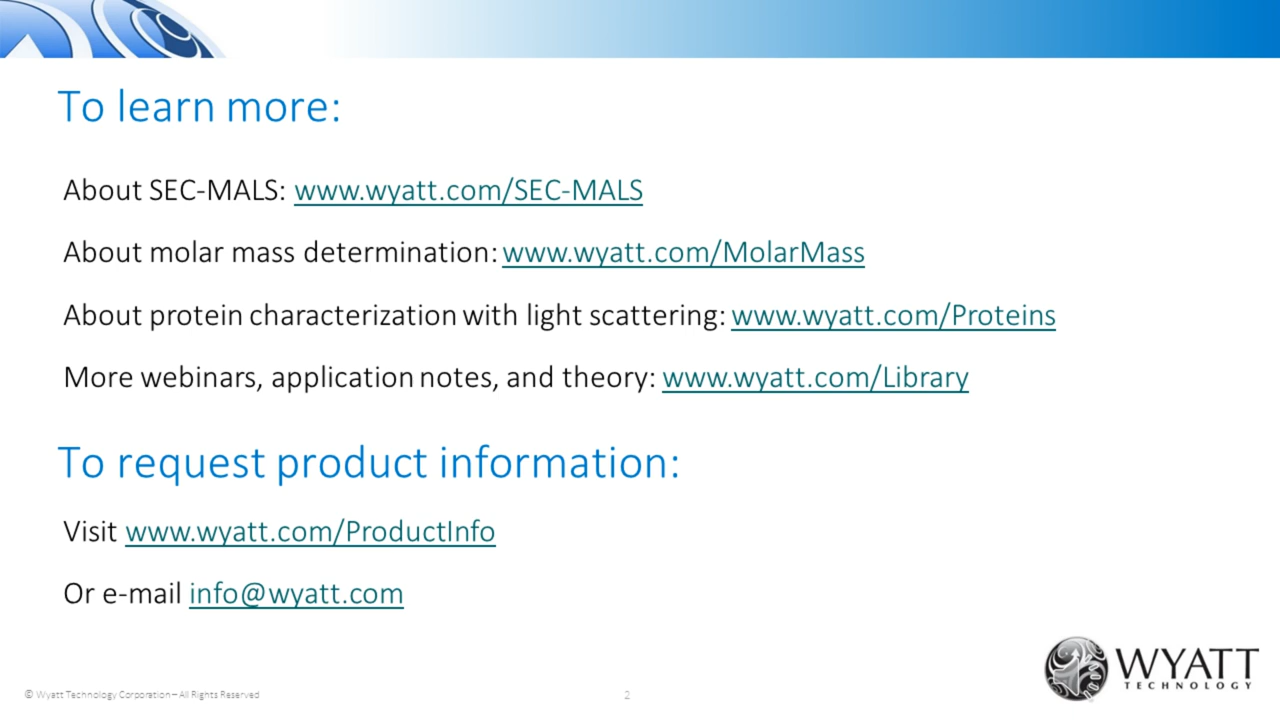 To learn more:
About SEC-MALS: www.wyatt.com/SEC-MALS
About molar mass determination: www.wyatt.com/MolarMass
About protein characterization with light scattering: www.wyatt.com/Proteins
More webinars, application notes, and theory: www.wyatt.com/Library
To request product information:
Visit www.wyatt.com/ProductInfo
Or e-mail info@wyatt.com
WYATT
TECHNOLOGY
© Wyatt Technology Corporation – All Rights Reserved
2